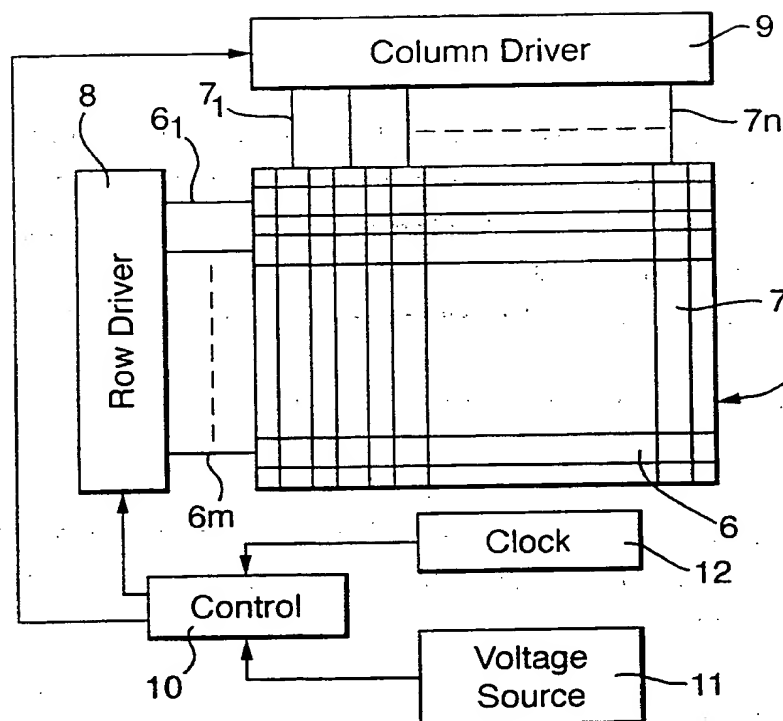 Column Driver
9
8
6₁
7₁
7n
Row Driver
7
6m
6
Clock
12
Control
10
Voltage
Source
11